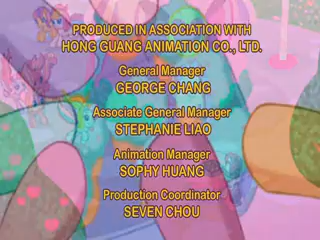 PRODUCED IN ASSOCIATION WITH
HONG GUANG ANIMATION CO., LTD.
General Manager
GEORGE CHANG
Associate General Manager
STEPHANIE LIAO
Animation Manager
SOPHY HUANG
Production Coordinator
SEVEN CHOU